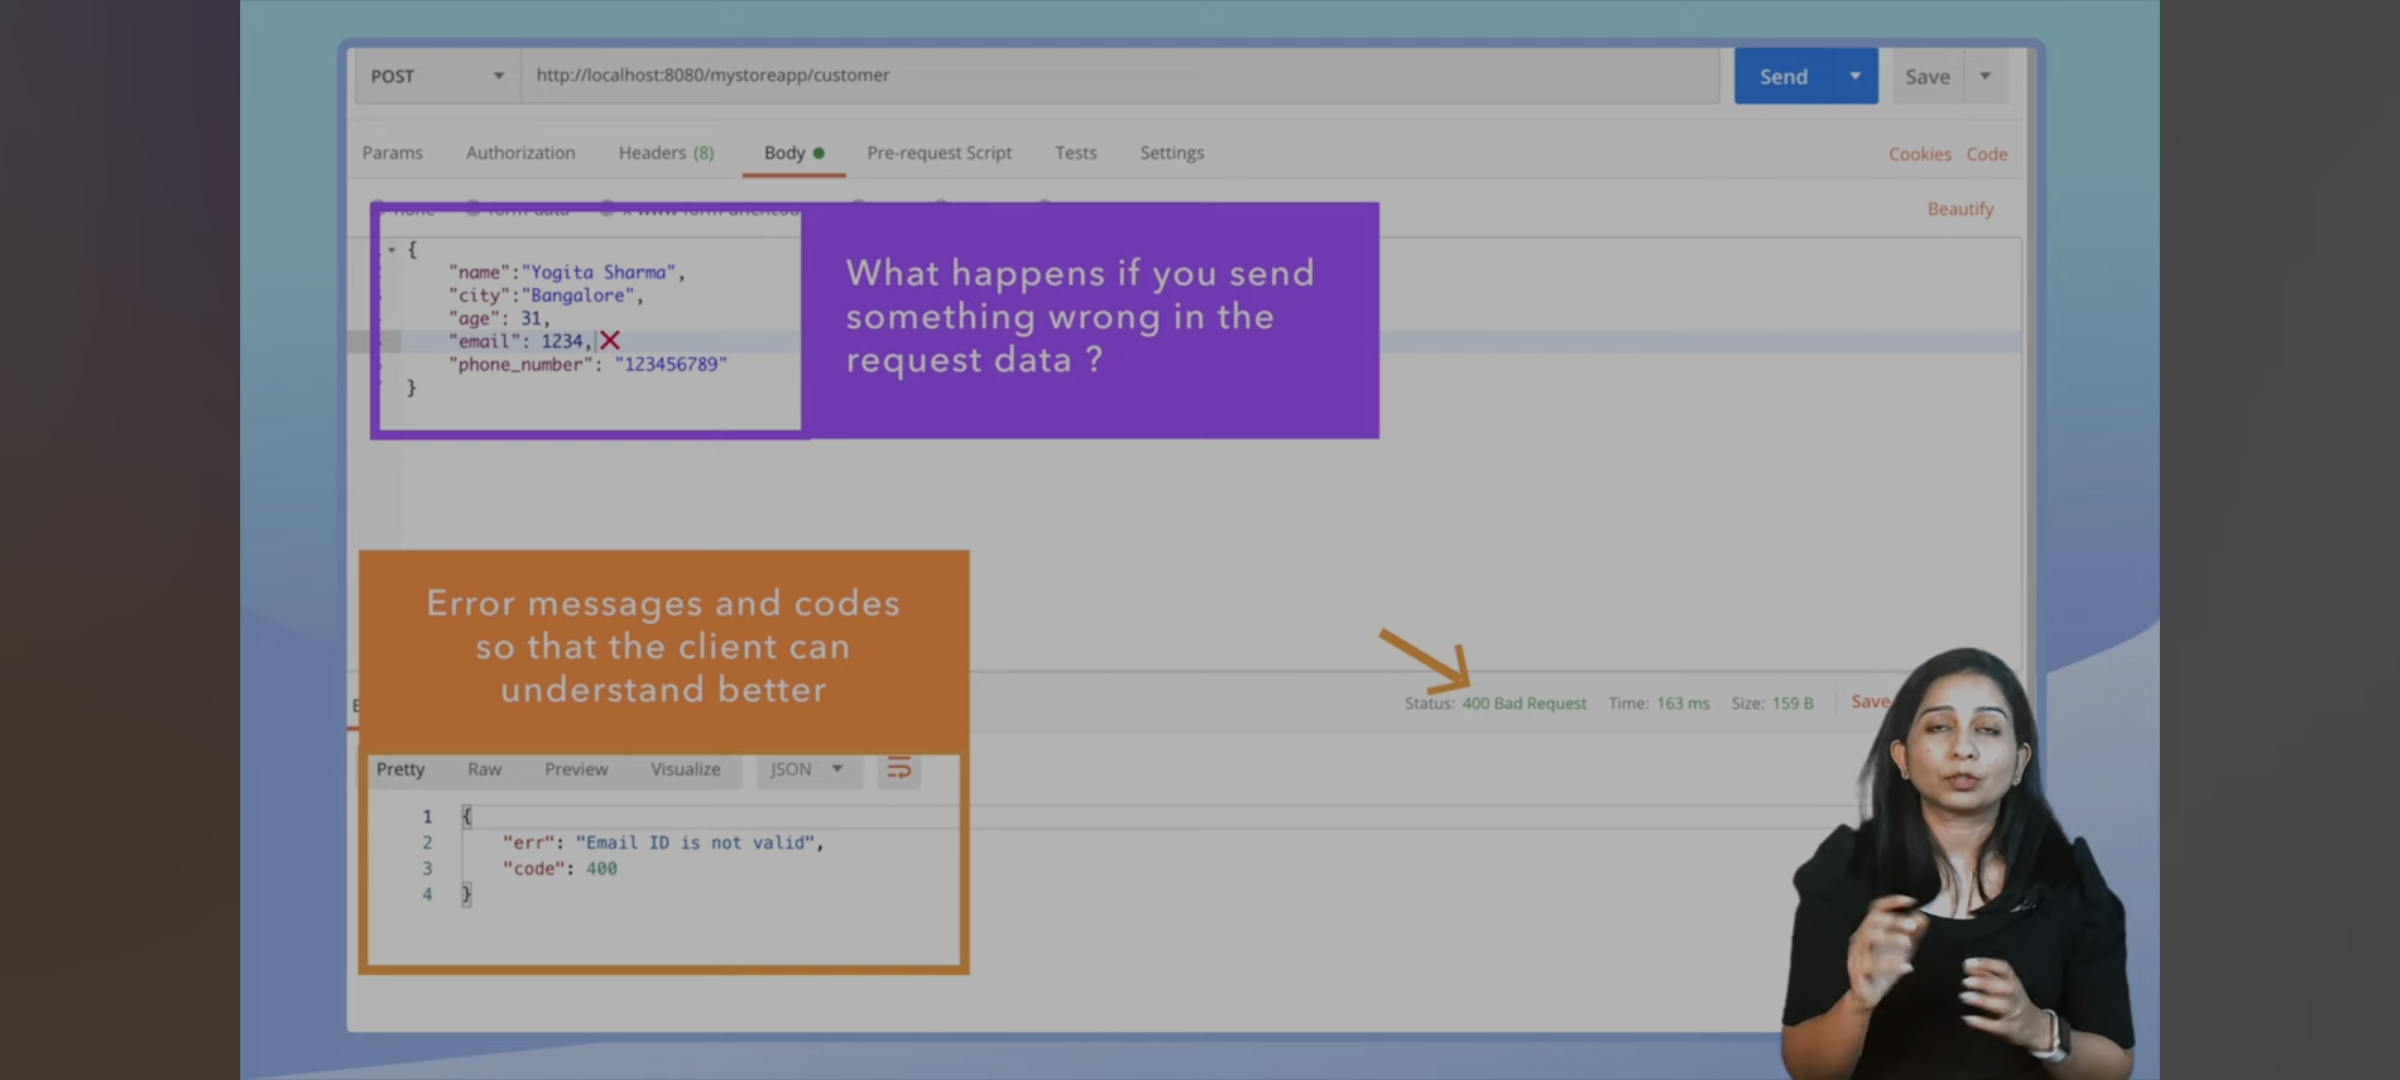 POST http://localhost:8080/mystoreapp/customer Send Save
Params Authorization Headers (8) Body Pre-request Script Tests Settings Cookies Code
none form-data Beautify
{
"name":"Yogita Sharma",
"city":"Bangalore",
"age": 31,
"email": 1234,
"phone_number": "123456789"
}
What happens if you send
something wrong in the
request data ?
Error messages and codes
so that the client can
understand better
Status: 400 Bad Request Time: 163 ms Size: 159 B Save
Pretty Raw Preview Visualize JSON
1 {
2 "err": "Email ID is not valid",
3 "code": 400
4 }